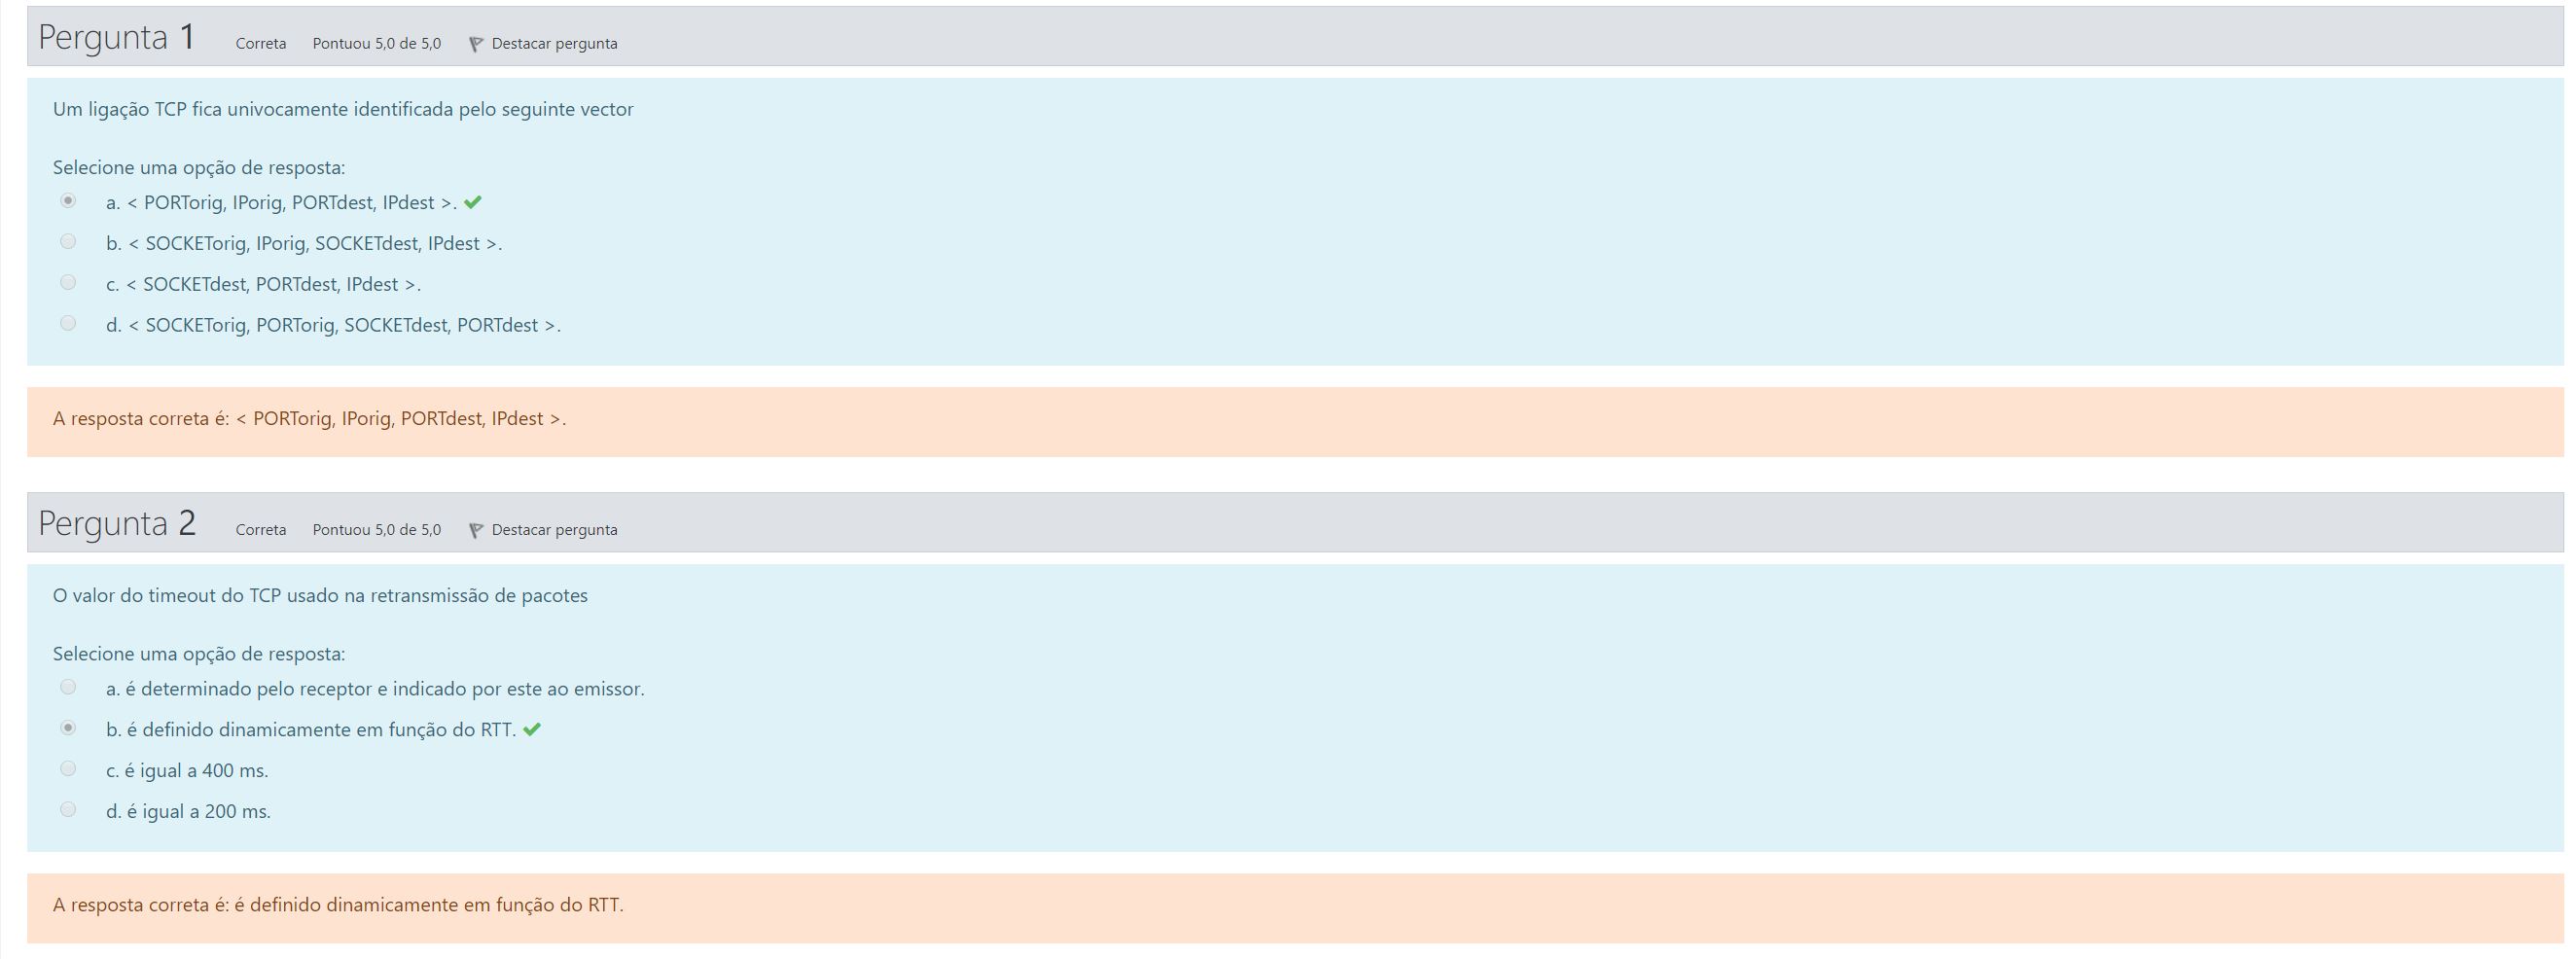 Pergunta 1 Correta Pontuou 5,0 de 5,0 Destacar pergunta
Um ligação TCP fica univocamente identificada pelo seguinte vector
Selecione uma opção de resposta:
a. < PORTorig, IPorig, PORTdest, IPdest >.
b. < SOCKETorig, IPorig, SOCKETdest, IPdest >.
c. < SOCKETdest, PORTdest, IPdest >.
d. < SOCKETorig, PORTorig, SOCKETdest, PORTdest >.
A resposta correta é: < PORTorig, IPorig, PORTdest, IPdest >.
Pergunta 2 Correta Pontuou 5,0 de 5,0 Destacar pergunta
O valor do timeout do TCP usado na retransmissão de pacotes
Selecione uma opção de resposta:
a. é determinado pelo receptor e indicado por este ao emissor.
b. é definido dinamicamente em função do RTT.
c. é igual a 400 ms.
d. é igual a 200 ms.
A resposta correta é: é definido dinamicamente em função do RTT.